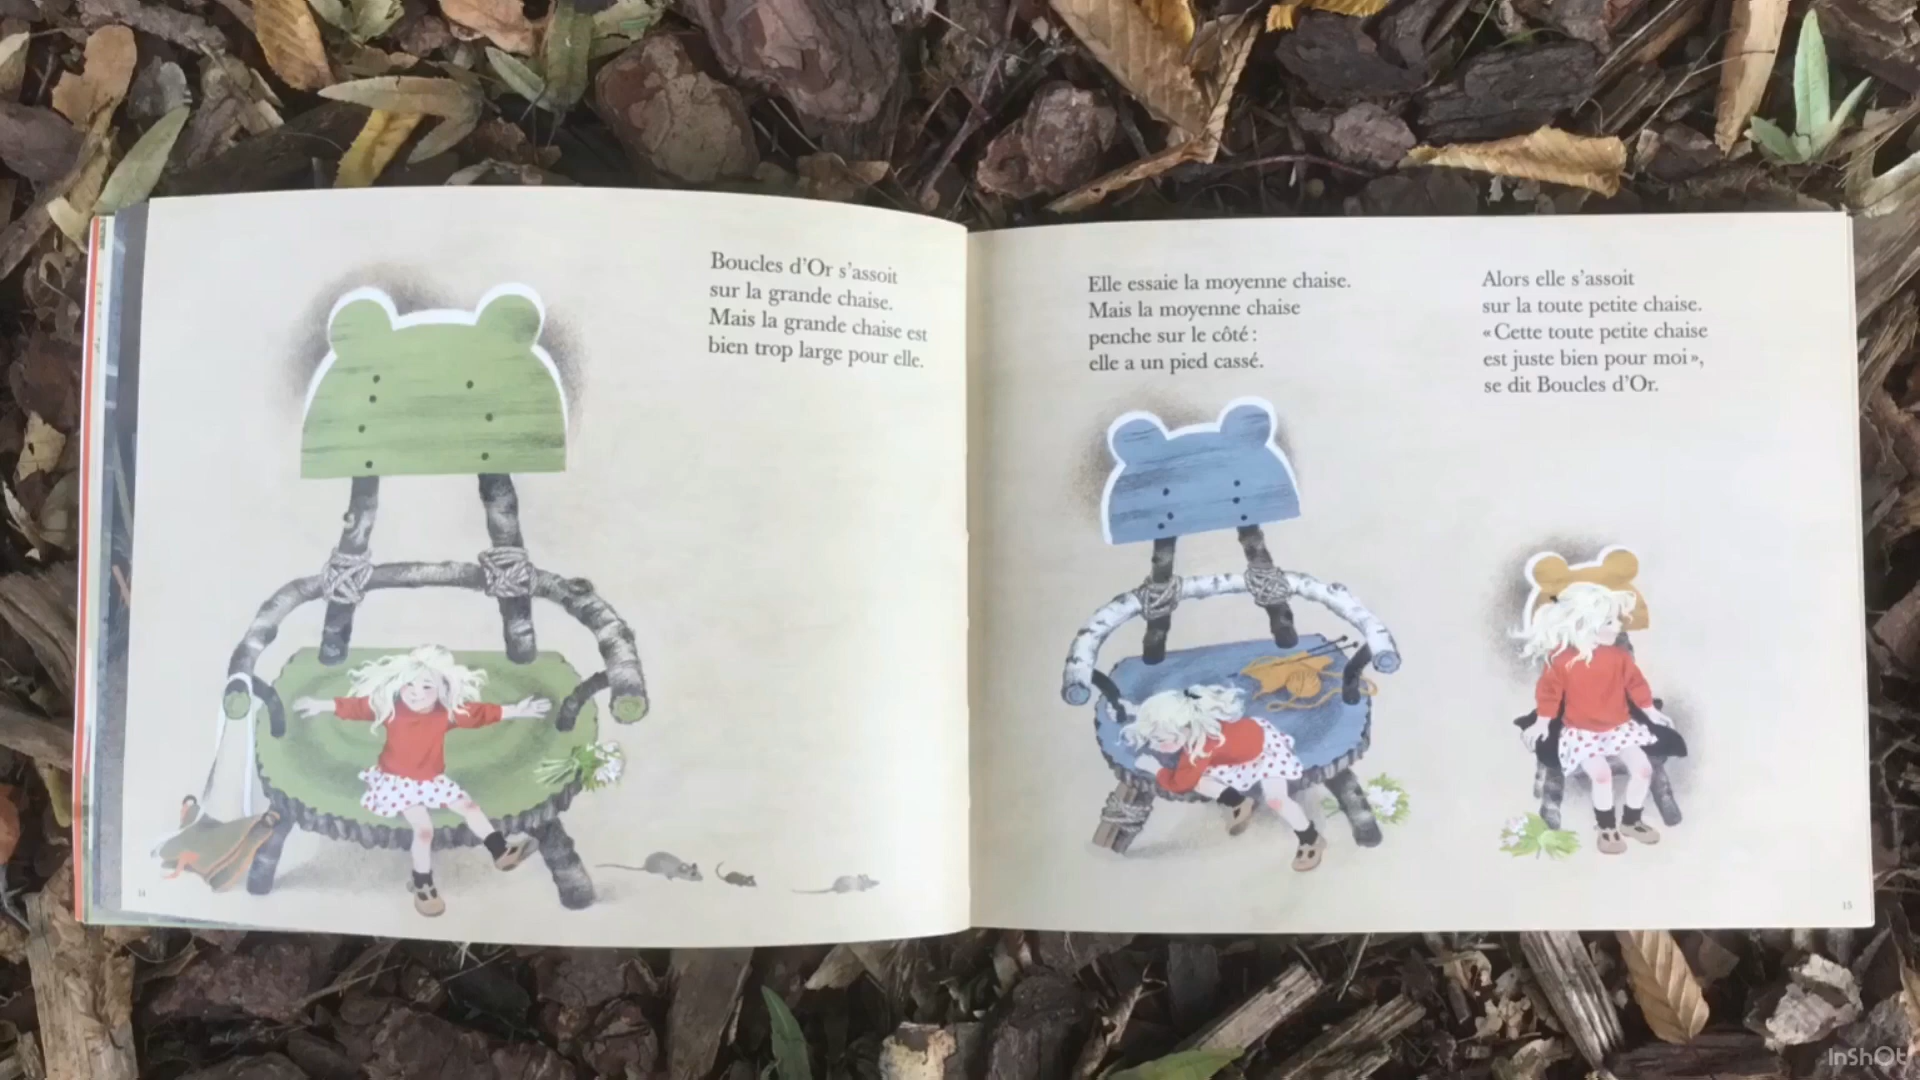 Boucles d'Or s'assoit
sur la grande chaise.
Mais la grande chaise est
bien trop large pour elle.
14
Elle essaie la moyenne chaise.
Mais la moyenne chaise
penche sur le côté :
elle a un pied cassé.
Alors elle s'assoit
sur la toute petite chaise.
« Cette toute petite chaise
est juste bien pour moi »,
se dit Boucles d'Or.
15
InShOt